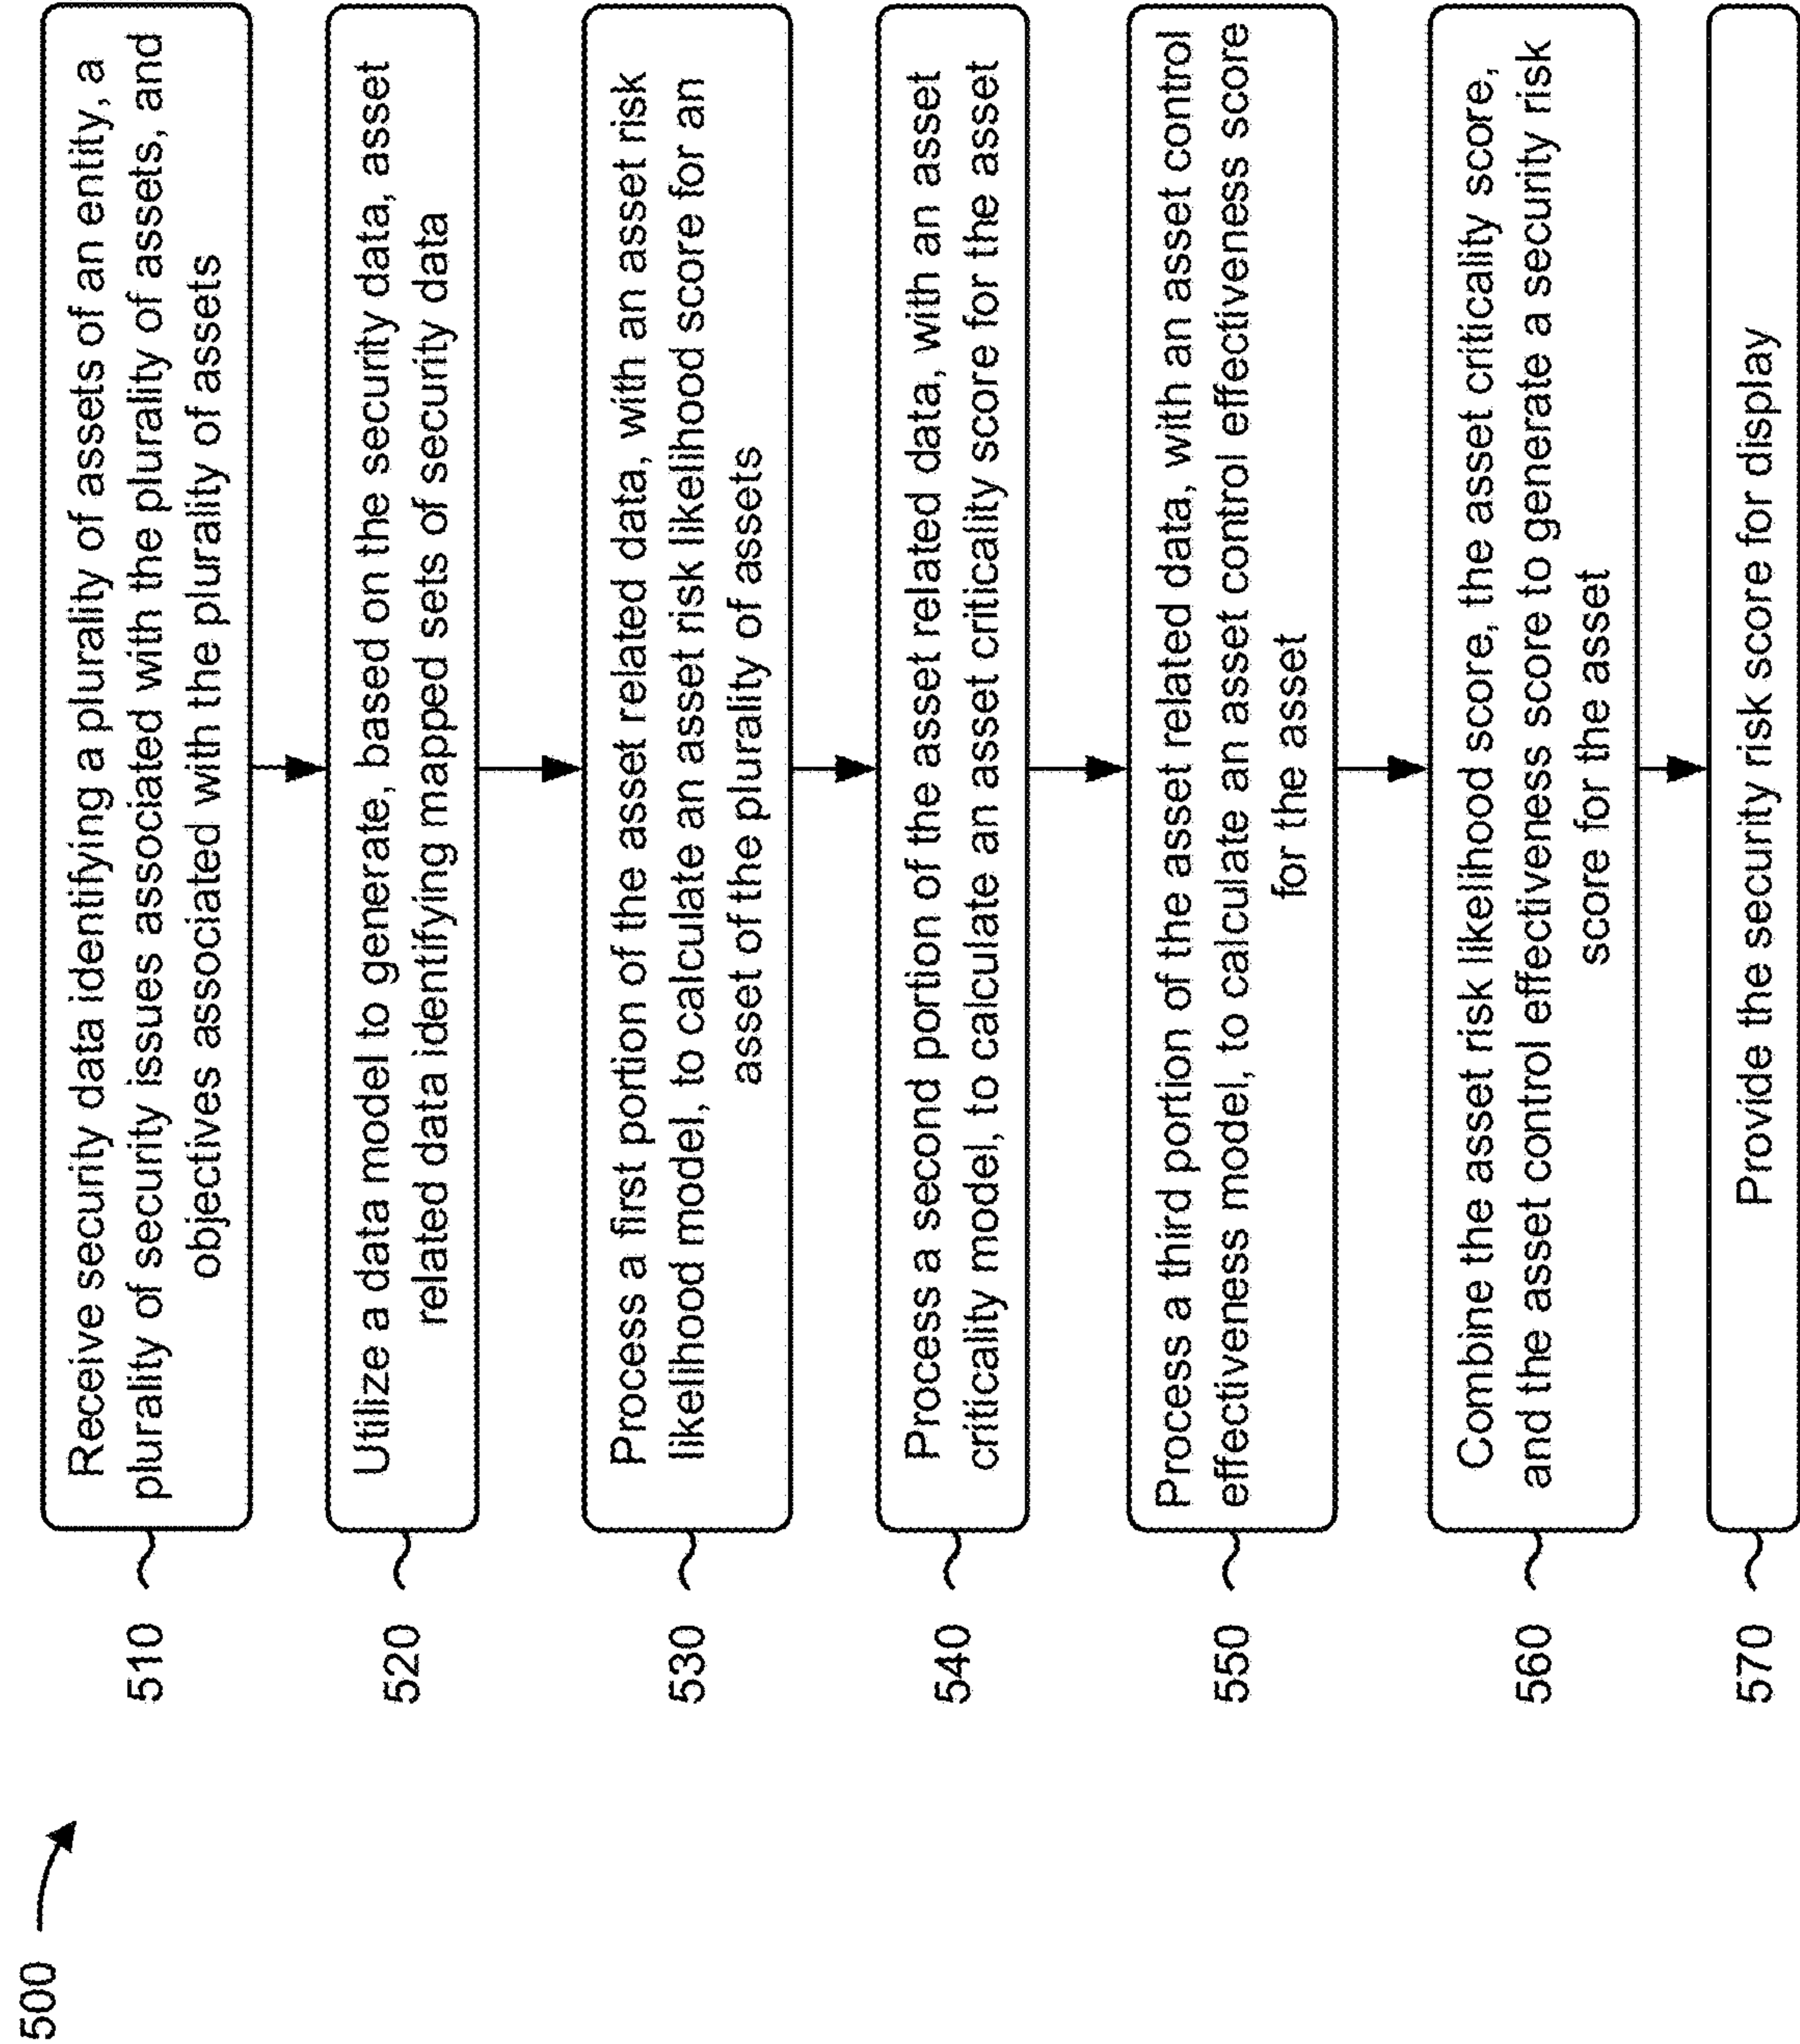 500
510
Receive security data identifying a plurality of assets of an entity, a
plurality of security issues associated with the plurality of assets, and
objectives associated with the plurality of assets
520
Utilize a data model to generate, based on the security data, asset
related data identifying mapped sets of security data
530
Process a first portion of the asset related data, with an asset risk
likelihood model, to calculate an asset risk likelihood score for an
asset of the plurality of assets
540
Process a second portion of the asset related data, with an asset
criticality model, to calculate an asset criticality score for the asset
550
Process a third portion of the asset related data, with an asset control
effectiveness model, to calculate an asset control effectiveness score
for the asset
560
Combine the asset risk likelihood score, the asset criticality score,
and the asset control effectiveness score to generate a security risk
score for the asset
570
Provide the security risk score for display